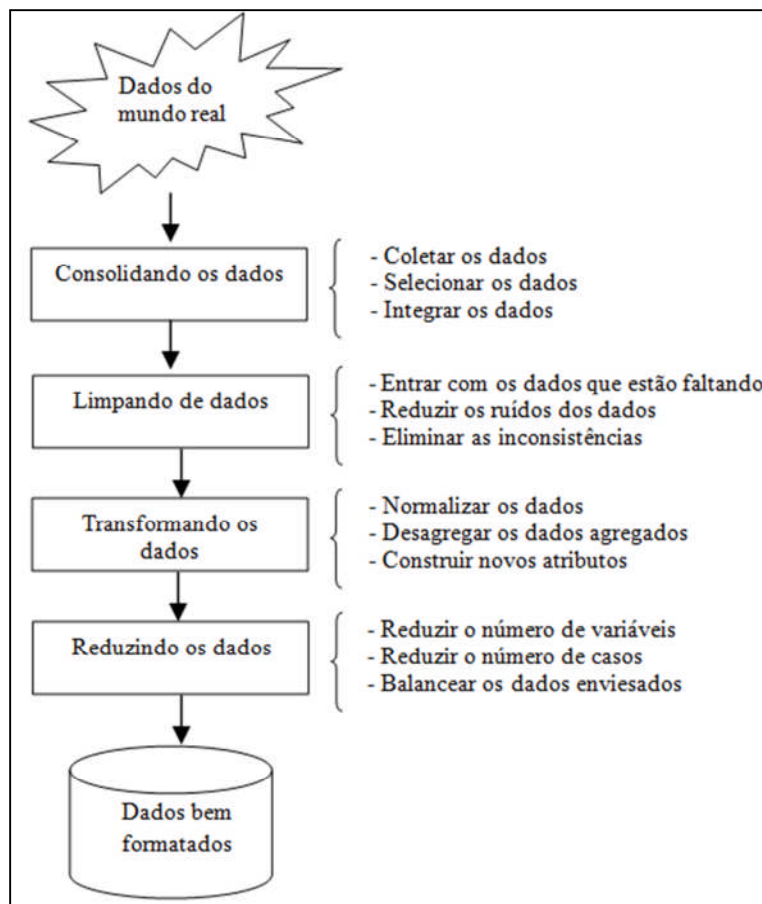 Dados do
mundo real
Consolidando os dados
- Coletar os dados
- Selecionar os dados
- Integrar os dados
Limpando de dados
- Entrar com os dados que estão faltando
- Reduzir os ruídos dos dados
- Eliminar as inconsistências
Transformando os
dados
- Normalizar os dados
- Desagregar os dados agregados
- Construir novos atributos
Reduzindo os dados
- Reduzir o número de variáveis
- Reduzir o número de casos
- Balancear os dados enviesados
Dados bem
formatados